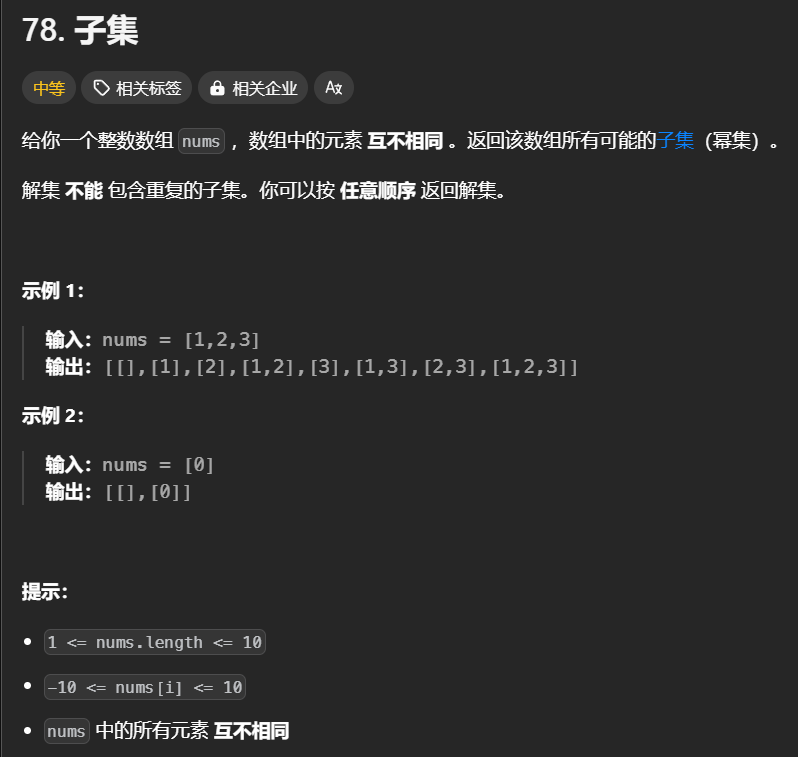 78. 子集
中等 相关标签 相关企业 Aあ
给你一个整数数组 nums ，数组中的元素 互不相同 。返回该数组所有可能的子集（幂集）。
解集 不能 包含重复的子集。你可以按 任意顺序 返回解集。
示例 1：
输入：nums = [1,2,3]
输出：[[],[1],[2],[1,2],[3],[1,3],[2,3],[1,2,3]]
示例 2：
输入：nums = [0]
输出：[[],[0]]
提示：
1 <= nums.length <= 10
-10 <= nums[i] <= 10
nums 中的所有元素 互不相同